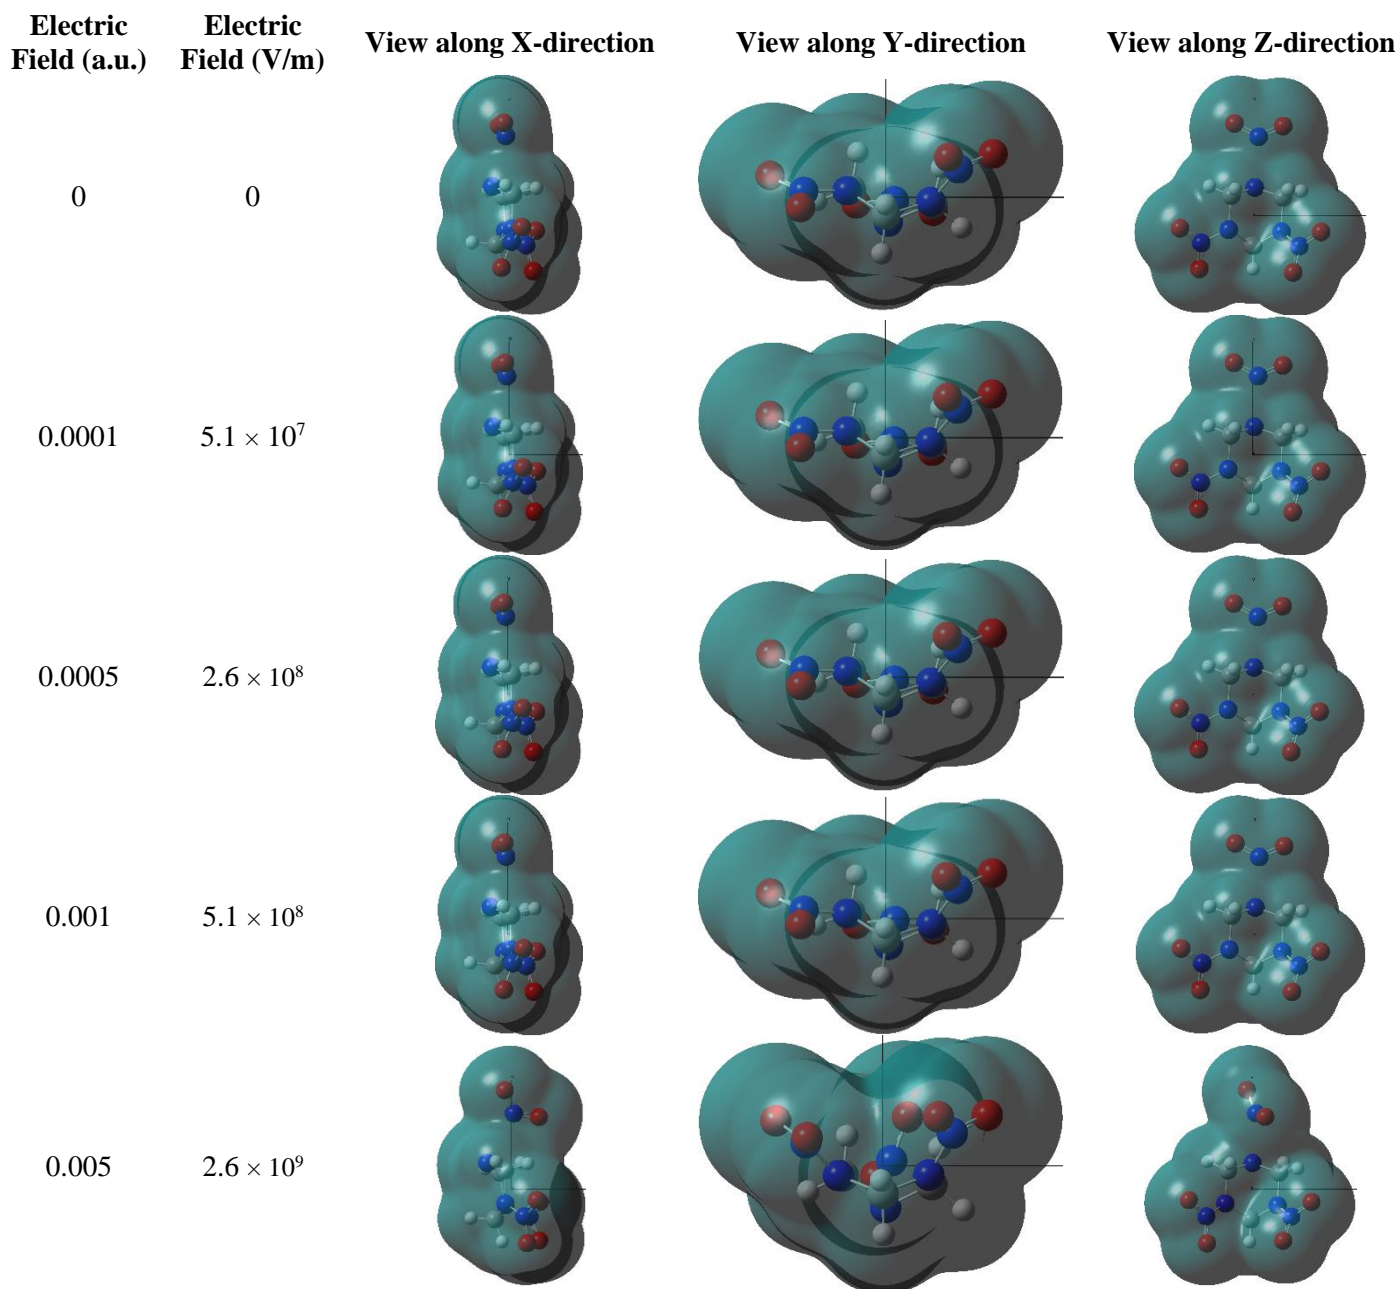 Electric Field (a.u.) Electric Field (V/m) View along X-direction View along Y-direction View along Z-direction
0 0
0.0001 5.1 × 10⁷
0.0005 2.6 × 10⁸
0.001 5.1 × 10⁸
0.005 2.6 × 10⁹